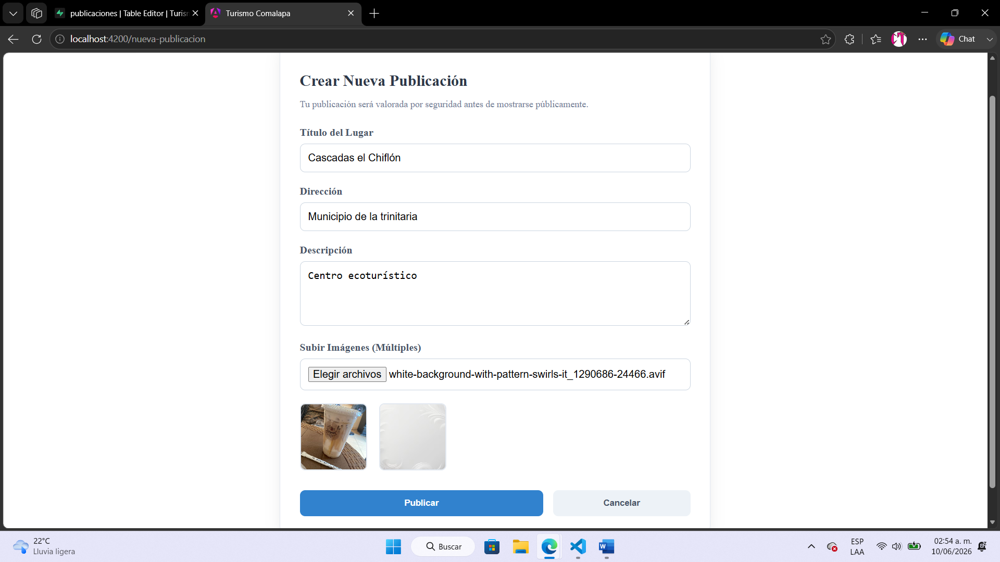 publicaciones | Table Editor | Turisr
Turismo Comalapa
localhost:4200/nueva-publicacion
Chat
Crear Nueva Publicación
Tu publicación será valorada por seguridad antes de mostrarse públicamente.
Título del Lugar
Cascadas el Chiflón
Dirección
Municipio de la trinitaria
Descripción
Centro ecoturístico
Subir Imágenes (Múltiples)
Elegir archivos white-background-with-pattern-swirls-it_1290686-24466.avif
Publicar
Cancelar
22°C
Lluvia ligera
Buscar
ESP
LAA
02:54 a. m.
10/06/2026